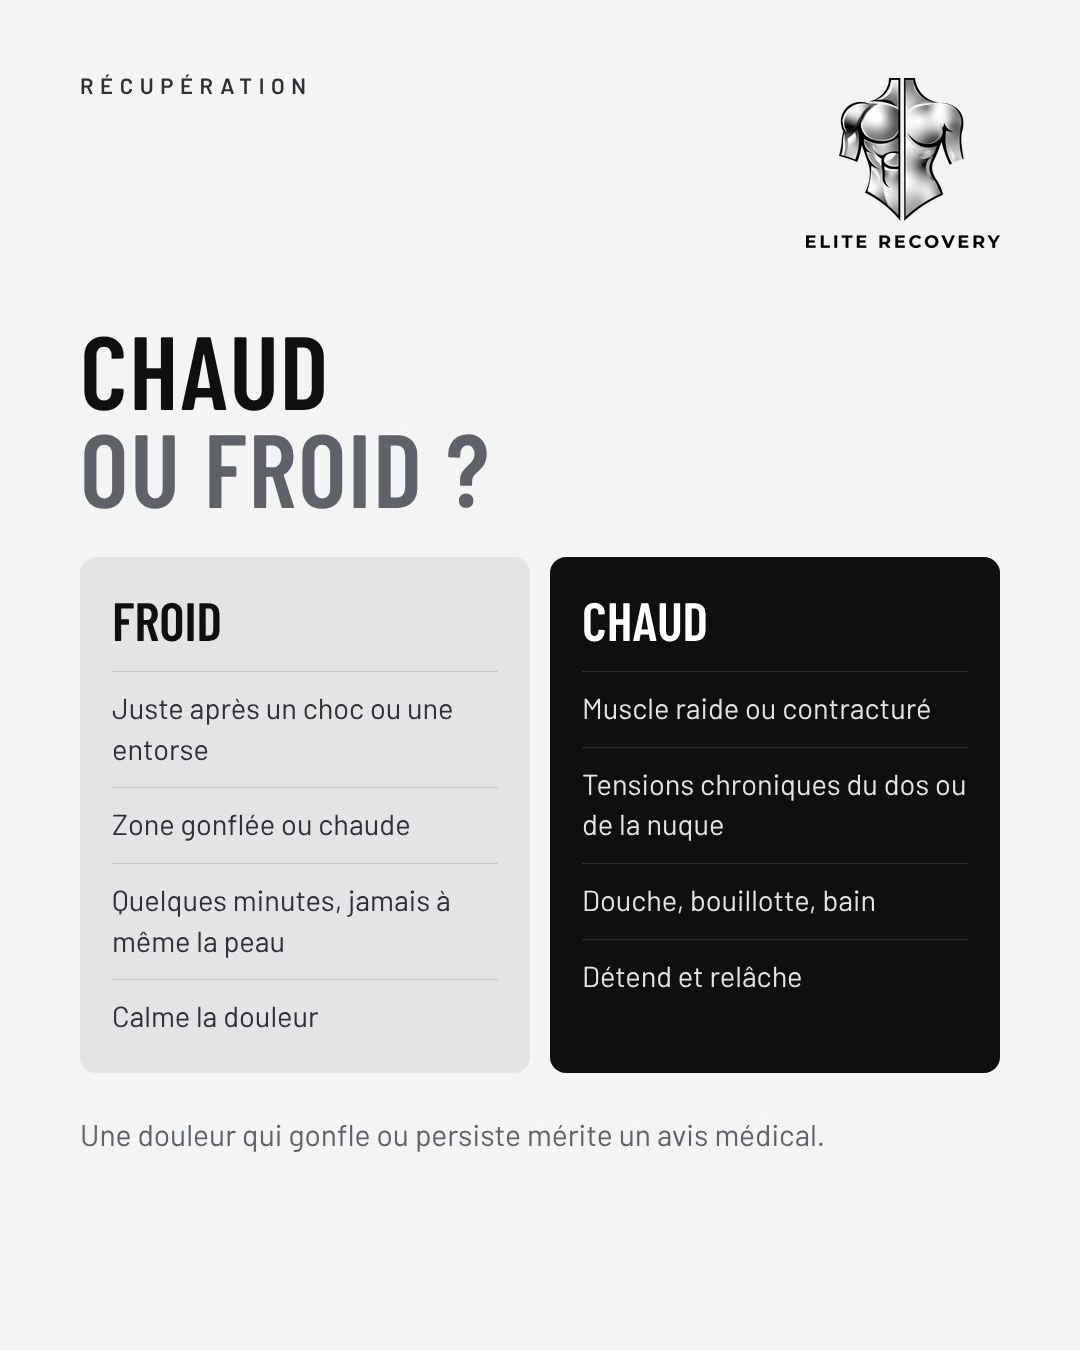 RÉCUPÉRATION
ELITE RECOVERY
CHAUD
OU FROID ?
FROID
Juste après un choc ou une
entorse
Zone gonflée ou chaude
Quelques minutes, jamais à
même la peau
Calme la douleur
CHAUD
Muscle raide ou contracturé
Tensions chroniques du dos ou
de la nuque
Douche, bouillotte, bain
Détend et relâche
Une douleur qui gonfle ou persiste mérite un avis médical.